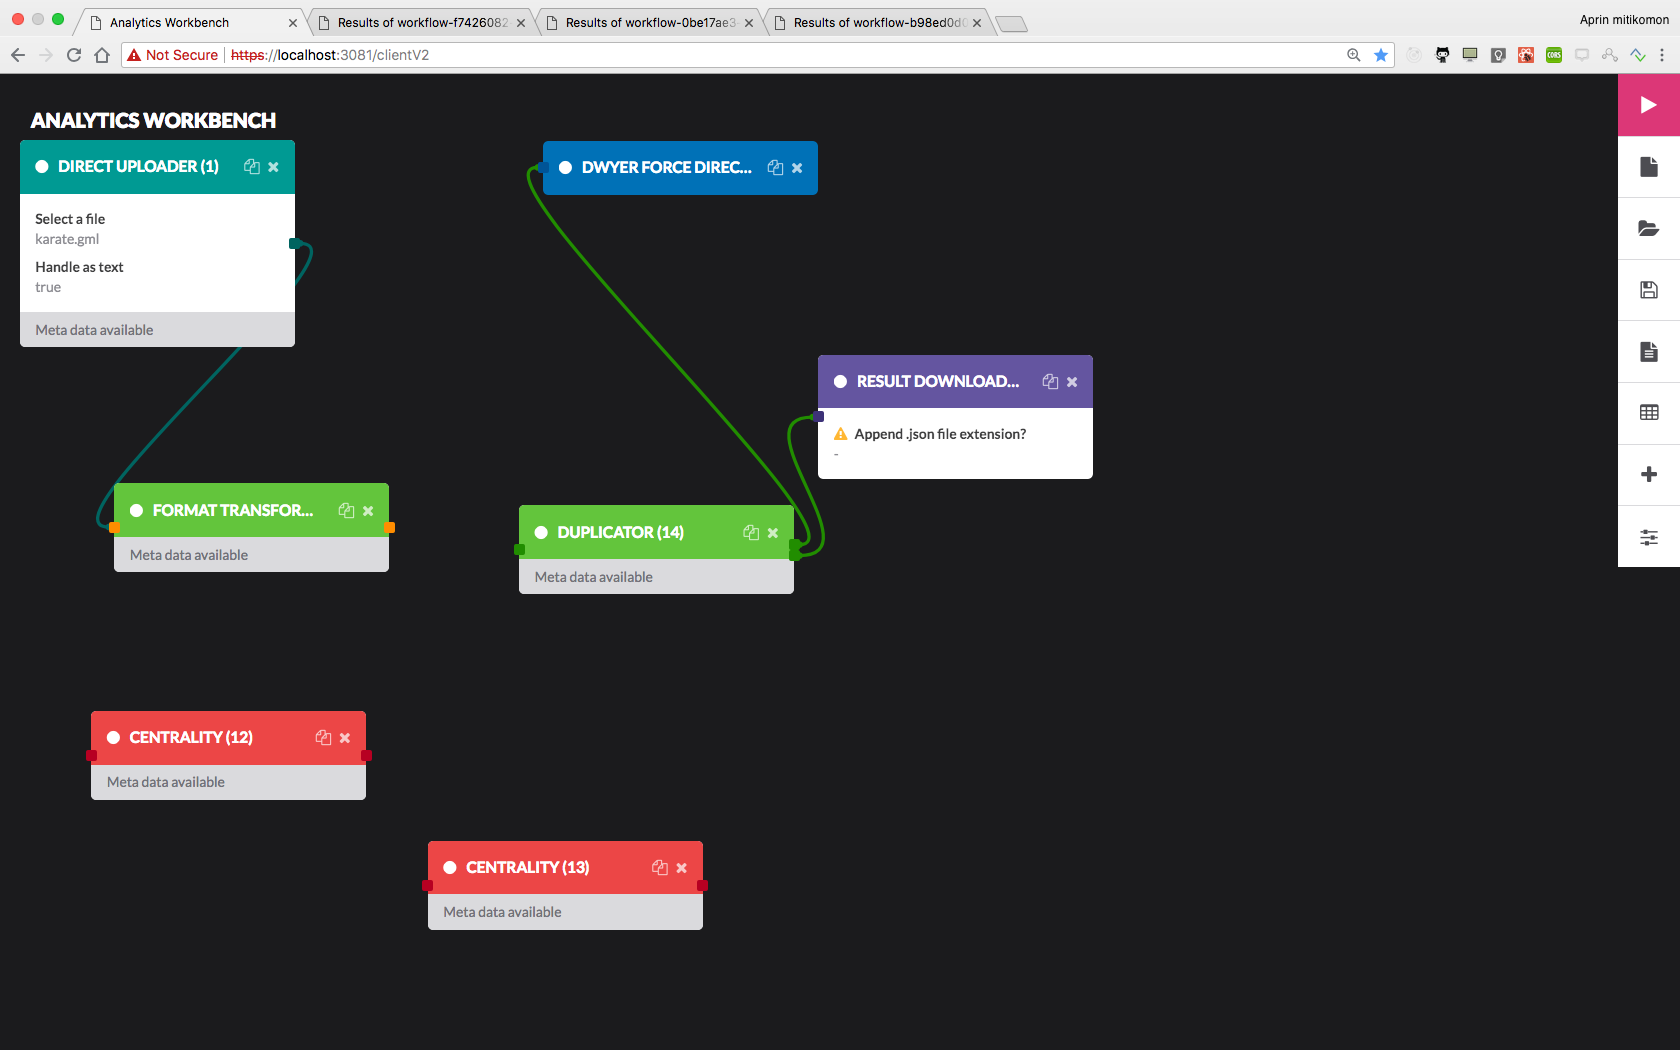 Analytics Workbench
Results of workflow-f7426082
Results of workflow-0be17ae3
Results of workflow-b98ed0d0
Aprin mitikomon
Not Secure https://localhost:3081/clientV2
CORS
ANALYTICS WORKBENCH
DIRECT UPLOADER (1)
Select a file
karate.gml
Handle as text
true
Meta data available
DWYER FORCE DIREC...
RESULT DOWNLOAD...
Append .json file extension?
-
FORMAT TRANSFOR...
Meta data available
DUPLICATOR (14)
Meta data available
CENTRALITY (12)
Meta data available
CENTRALITY (13)
Meta data available